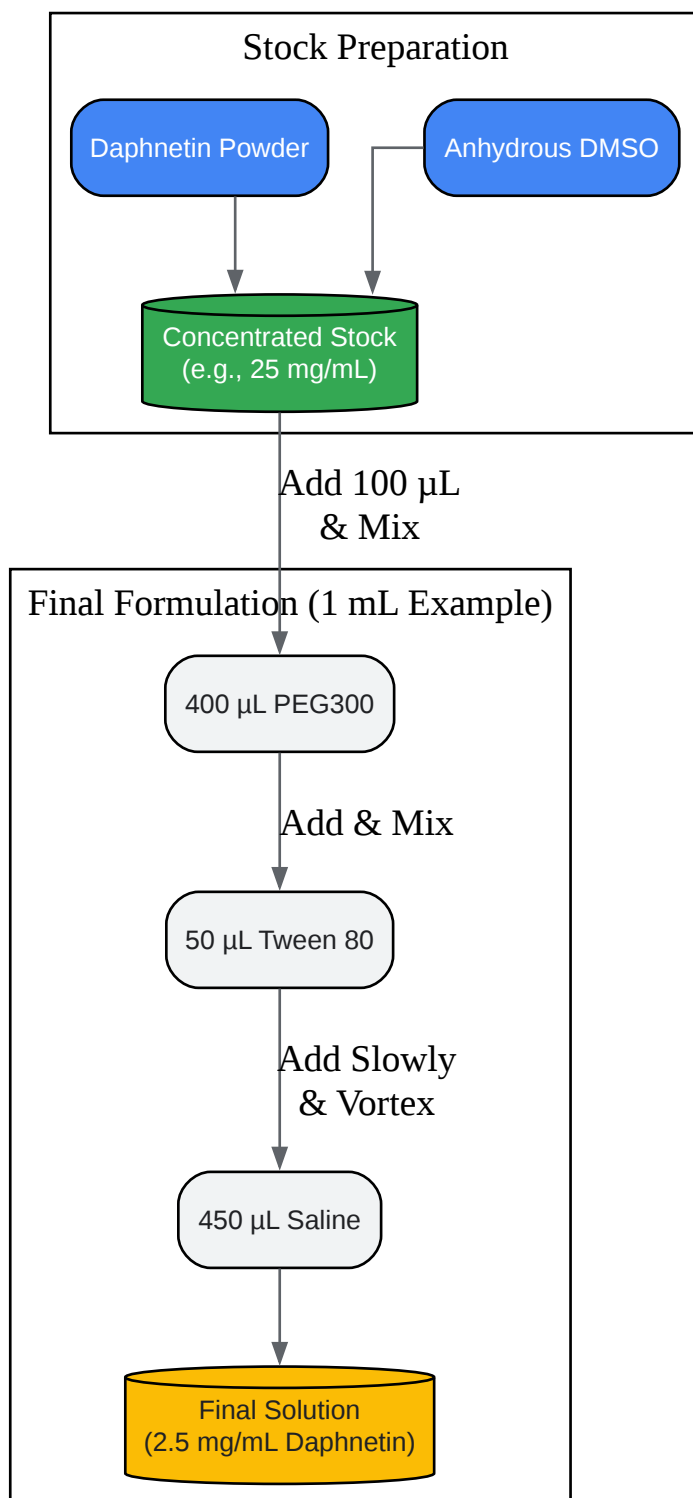 Stock Preparation
Daphnetin Powder
Anhydrous DMSO
Concentrated Stock
(e.g., 25 mg/mL)
Add 100 µL
& Mix
Final Formulation (1 mL Example)
400 µL PEG300
Add & Mix
50 µL Tween 80
Add Slowly
& Vortex
450 µL Saline
Final Solution
(2.5 mg/mL Daphnetin)